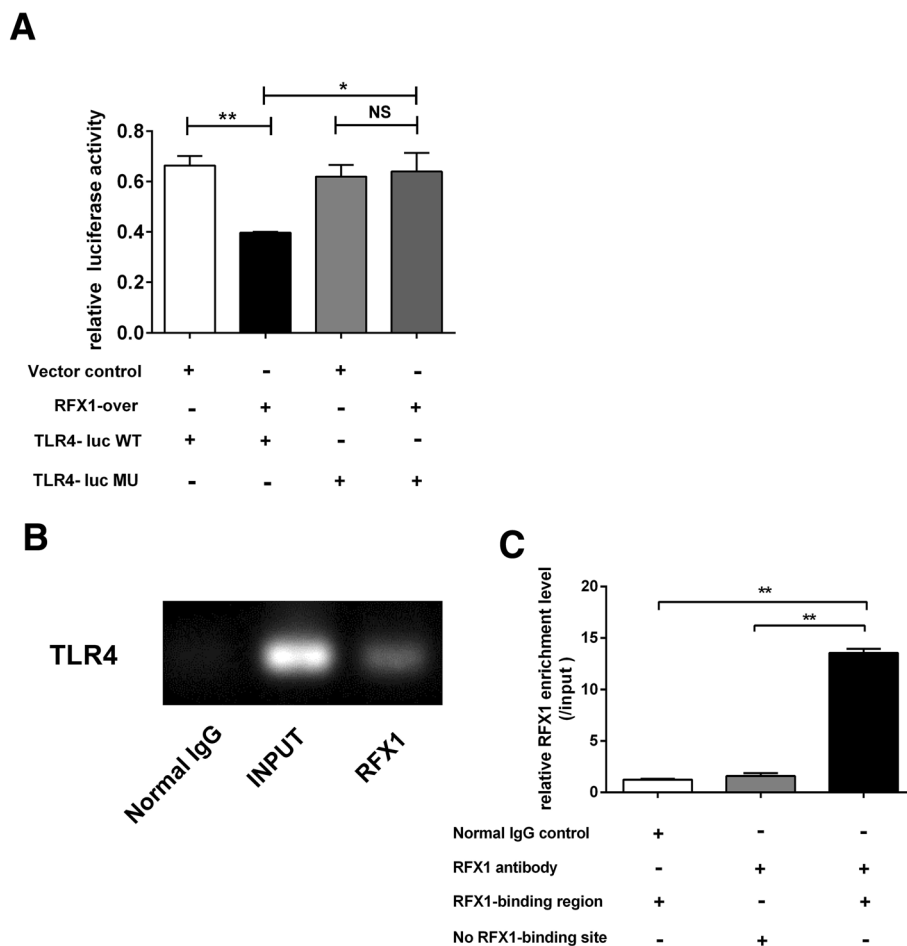 A
*
**
NS
relative luciferase activity
0.8
0.6
0.4
0.2
0.0
Vector control + - + -
RFX1-over - + - +
TLR4- luc WT + + - -
TLR4- luc MU - - + +
B
TLR4
Normal IgG
INPUT
RFX1
C
**
**
relative RFX1 enrichment level
(/input )
20
15
10
5
0
Normal IgG control + - -
RFX1 antibody - + +
RFX1-binding region + - +
No RFX1-binding site - + -